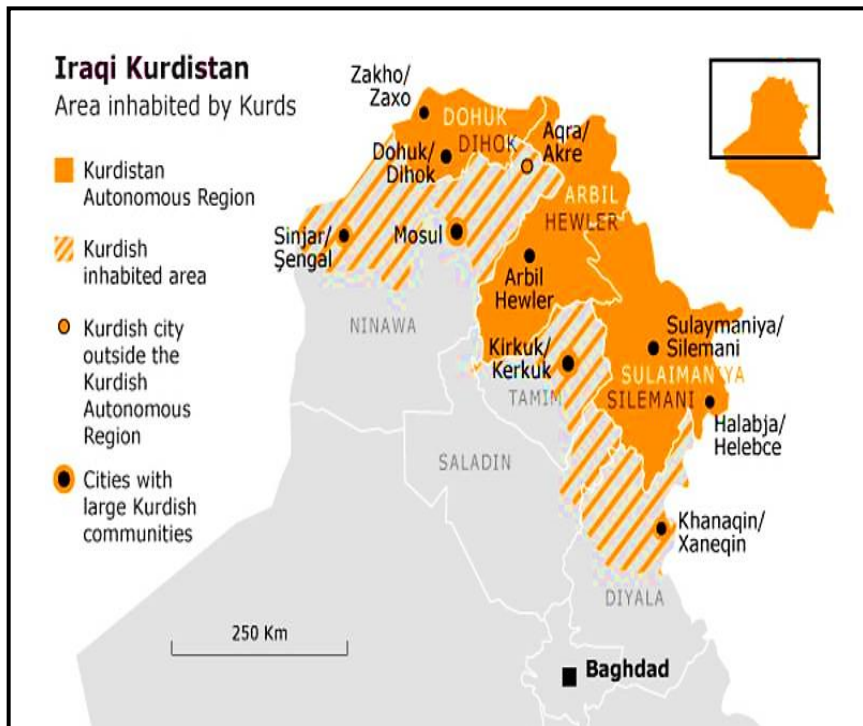 Iraqi Kurdistan
Area inhabited by Kurds
Kurdistan
Autonomous Region
Kurdish
inhabited area
Kurdish city
outside the
Kurdish
Autonomous
Region
Cities with
large Kurdish
communities
Zakho/
Zaxo
DOHUK
DIHOK
Dohuk/
Dihok
Aqra/
Akre
ARBIL
HEWLER
Sinjar/
Şengal
Mosul
Arbil
Hewler
NINAWA
Kirkuk/
Kerkuk
TAMIM
Sulaymaniya/
Silemani
SULAIMANIYA
SILEMANI
Halabja/
Helebce
SALADIN
Khanaqin/
Xaneqin
DIYALA
250 Km
Baghdad